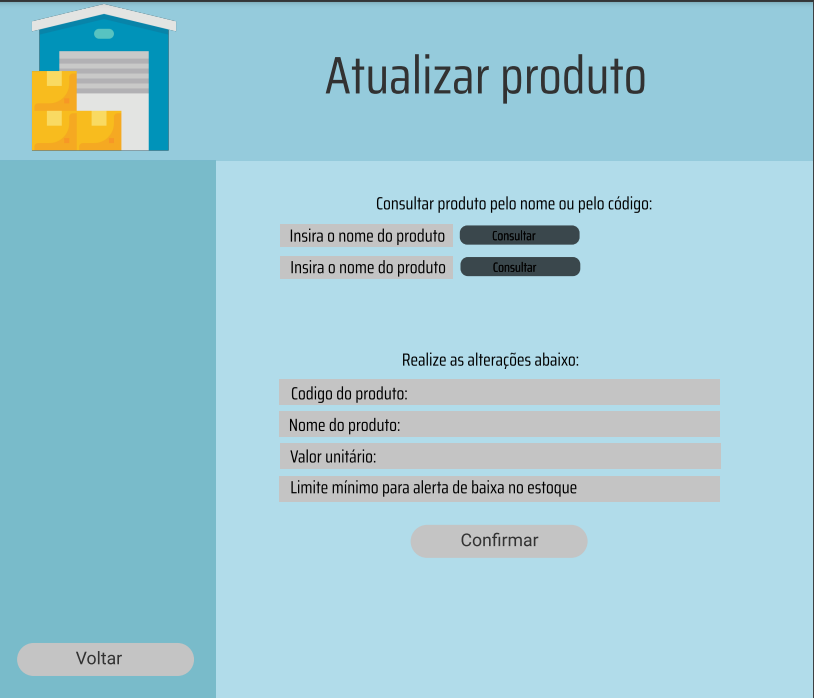 Atualizar produto
Consultar produto pelo nome ou pelo código:
Insira o nome do produto
Consultar
Insira o nome do produto
Consultar
Realize as alterações abaixo:
Codigo do produto:
Nome do produto:
Valor unitário:
Limite mínimo para alerta de baixa no estoque
Confirmar
Voltar